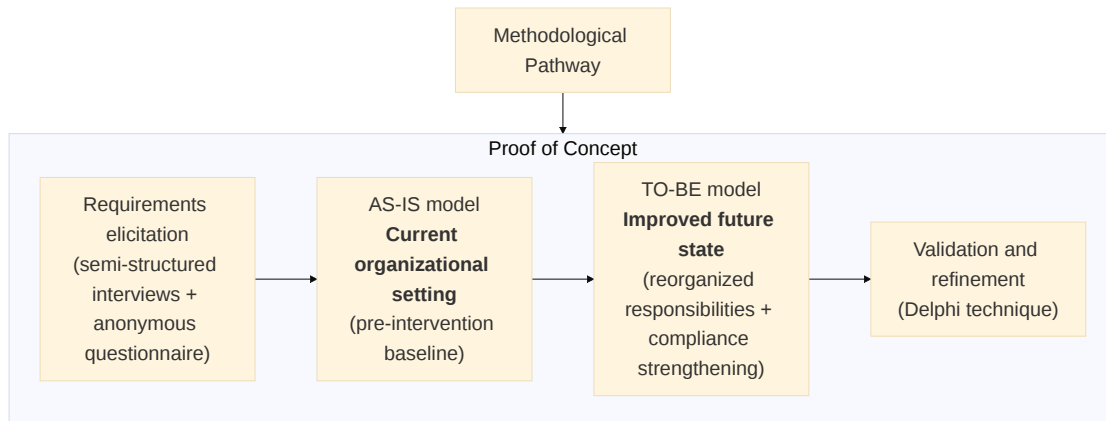 Methodological
Pathway
Proof of Concept
Requirements
elicitation
(semi-structured
interviews +
anonymous
questionnaire)
AS-IS model
Current
organizational
setting
(pre-intervention
baseline)
TO-BE model
Improved future
state
(reorganized
responsibilities +
compliance
strengthening)
Validation and
refinement
(Delphi technique)